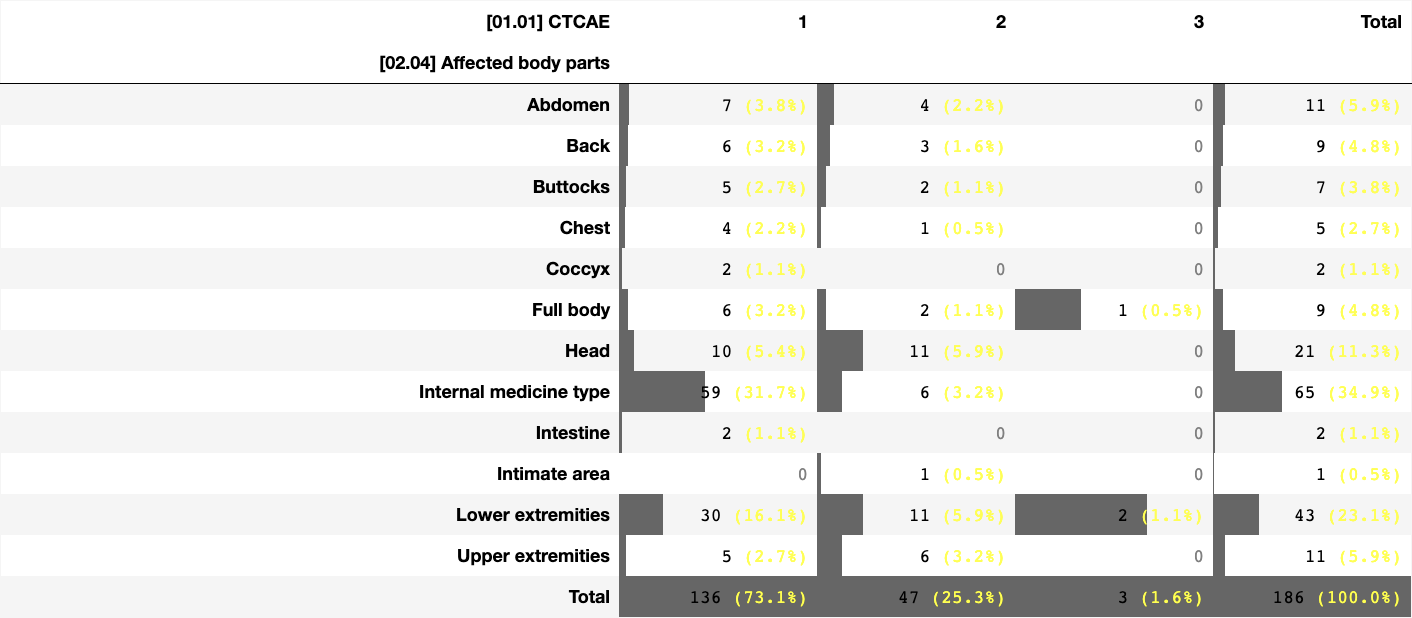 [01.01] CTCAE 1 2 3 Total
[02.04] Affected body parts
Abdomen 7 (3.8%) 4 (2.2%) 0 11 (5.9%)
Back 6 (3.2%) 3 (1.6%) 0 9 (4.8%)
Buttocks 5 (2.7%) 2 (1.1%) 0 7 (3.8%)
Chest 4 (2.2%) 1 (0.5%) 0 5 (2.7%)
Coccyx 2 (1.1%) 0 0 2 (1.1%)
Full body 6 (3.2%) 2 (1.1%) 1 (0.5%) 9 (4.8%)
Head 10 (5.4%) 11 (5.9%) 0 21 (11.3%)
Internal medicine type 59 (31.7%) 6 (3.2%) 0 65 (34.9%)
Intestine 2 (1.1%) 0 0 2 (1.1%)
Intimate area 0 1 (0.5%) 0 1 (0.5%)
Lower extremities 30 (16.1%) 11 (5.9%) 2 (1.1%) 43 (23.1%)
Upper extremities 5 (2.7%) 6 (3.2%) 0 11 (5.9%)
Total 136 (73.1%) 47 (25.3%) 3 (1.6%) 186 (100.0%)